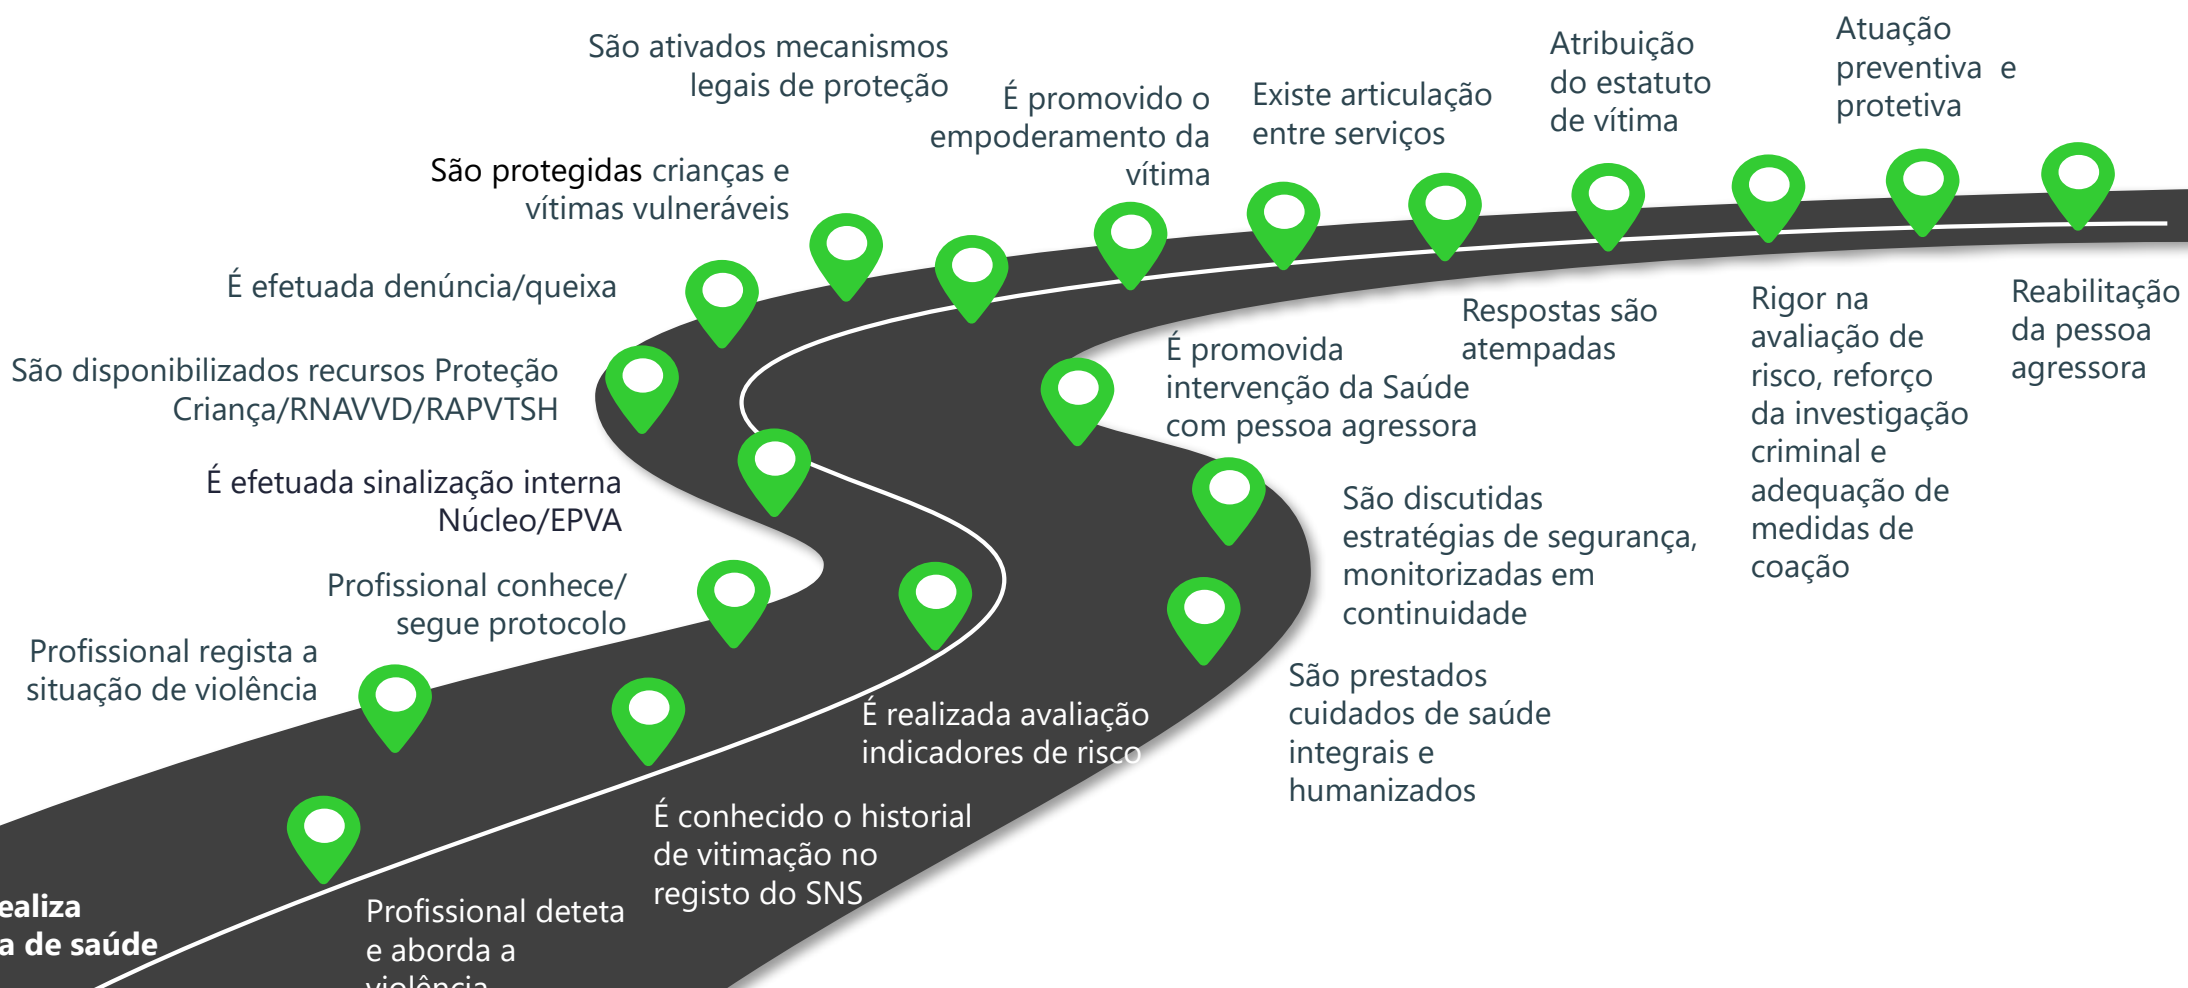 São ativados mecanismos
legais de proteção
É promovido o
empoderamento da
vítima
Existe articulação
entre serviços
Atribuição
do estatuto
de vítima
Atuação
preventiva e
protetiva
São protegidas crianças e
vítimas vulneráveis
É efetuada denúncia/queixa
São disponibilizados recursos Proteção
Criança/RNAVVD/RAPVTSH
É efetuada sinalização interna
Núcleo/EPVA
Profissional conhece/
segue protocolo
Profissional regista a
situação de violência
É promovida
intervenção da Saúde
com pessoa agressora
Respostas são
atempadas
Rigor na
avaliação de
risco, reforço
da investigação
criminal e
adequação de
medidas de
coação
Reabilitação
da pessoa
agressora
São discutidas
estratégias de segurança,
monitorizadas em
continuidade
São prestados
cuidados de saúde
integrais e
humanizados
É realizada avaliação
indicadores de risco
É conhecido o historial
de vitimação no
registo do SNS
Profissional deteta
e aborda a
violência
ealiza
a de saúde